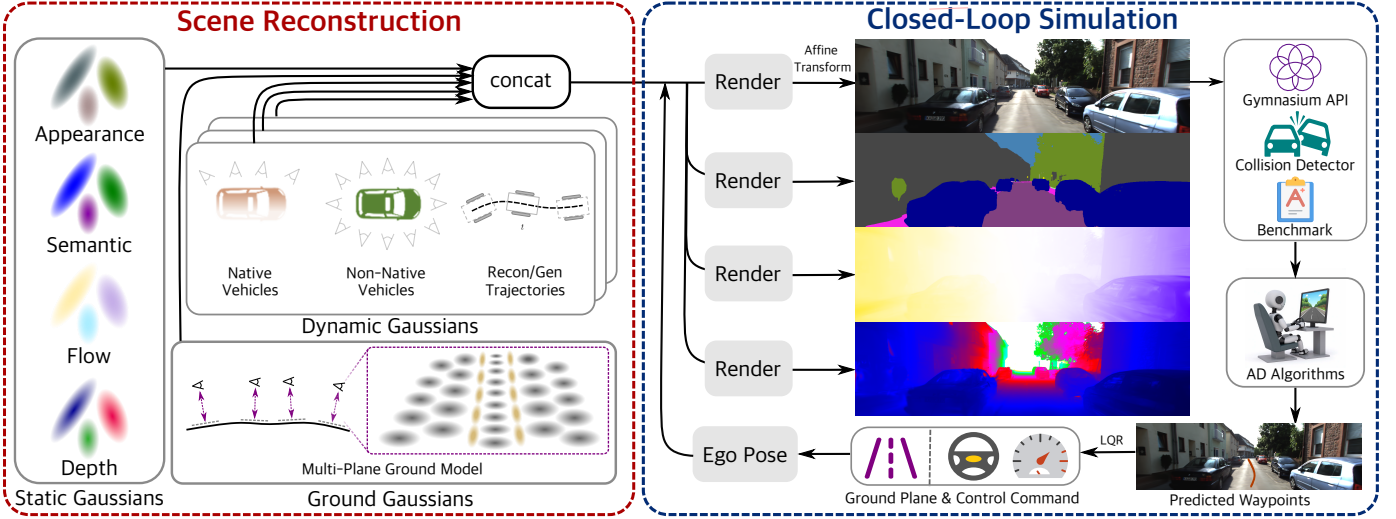 Scene Reconstruction
Appearance
Semantic
Flow
Depth
Static Gaussians
concat
Native
Vehicles
Non-Native
Vehicles
Recon/Gen
Trajectories
Dynamic Gaussians
Multi-Plane Ground Model
Ground Gaussians
Closed-Loop Simulation
Render
Affine
Transform
Render
Render
Render
Ego Pose
Gymnasium API
Collision Detector
A+
Benchmark
AD Algorithms
LQR
Ground Plane & Control Command
Predicted Waypoints